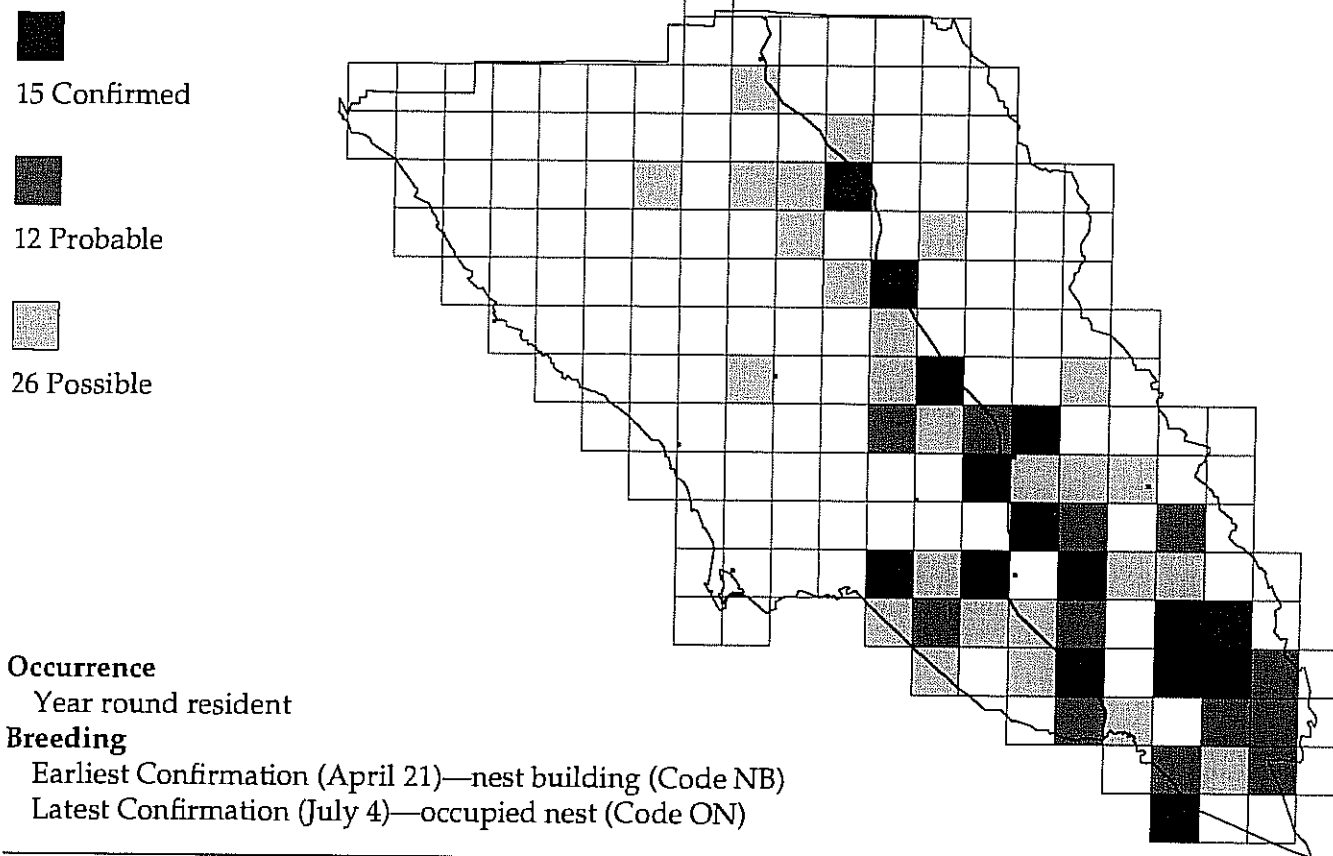 15 Confirmed
12 Probable
26 Possible
Occurrence
Year round resident
Breeding
Earliest Confirmation (April 21)—nest building (Code NB)
Latest Confirmation (July 4)—occupied nest (Code ON)